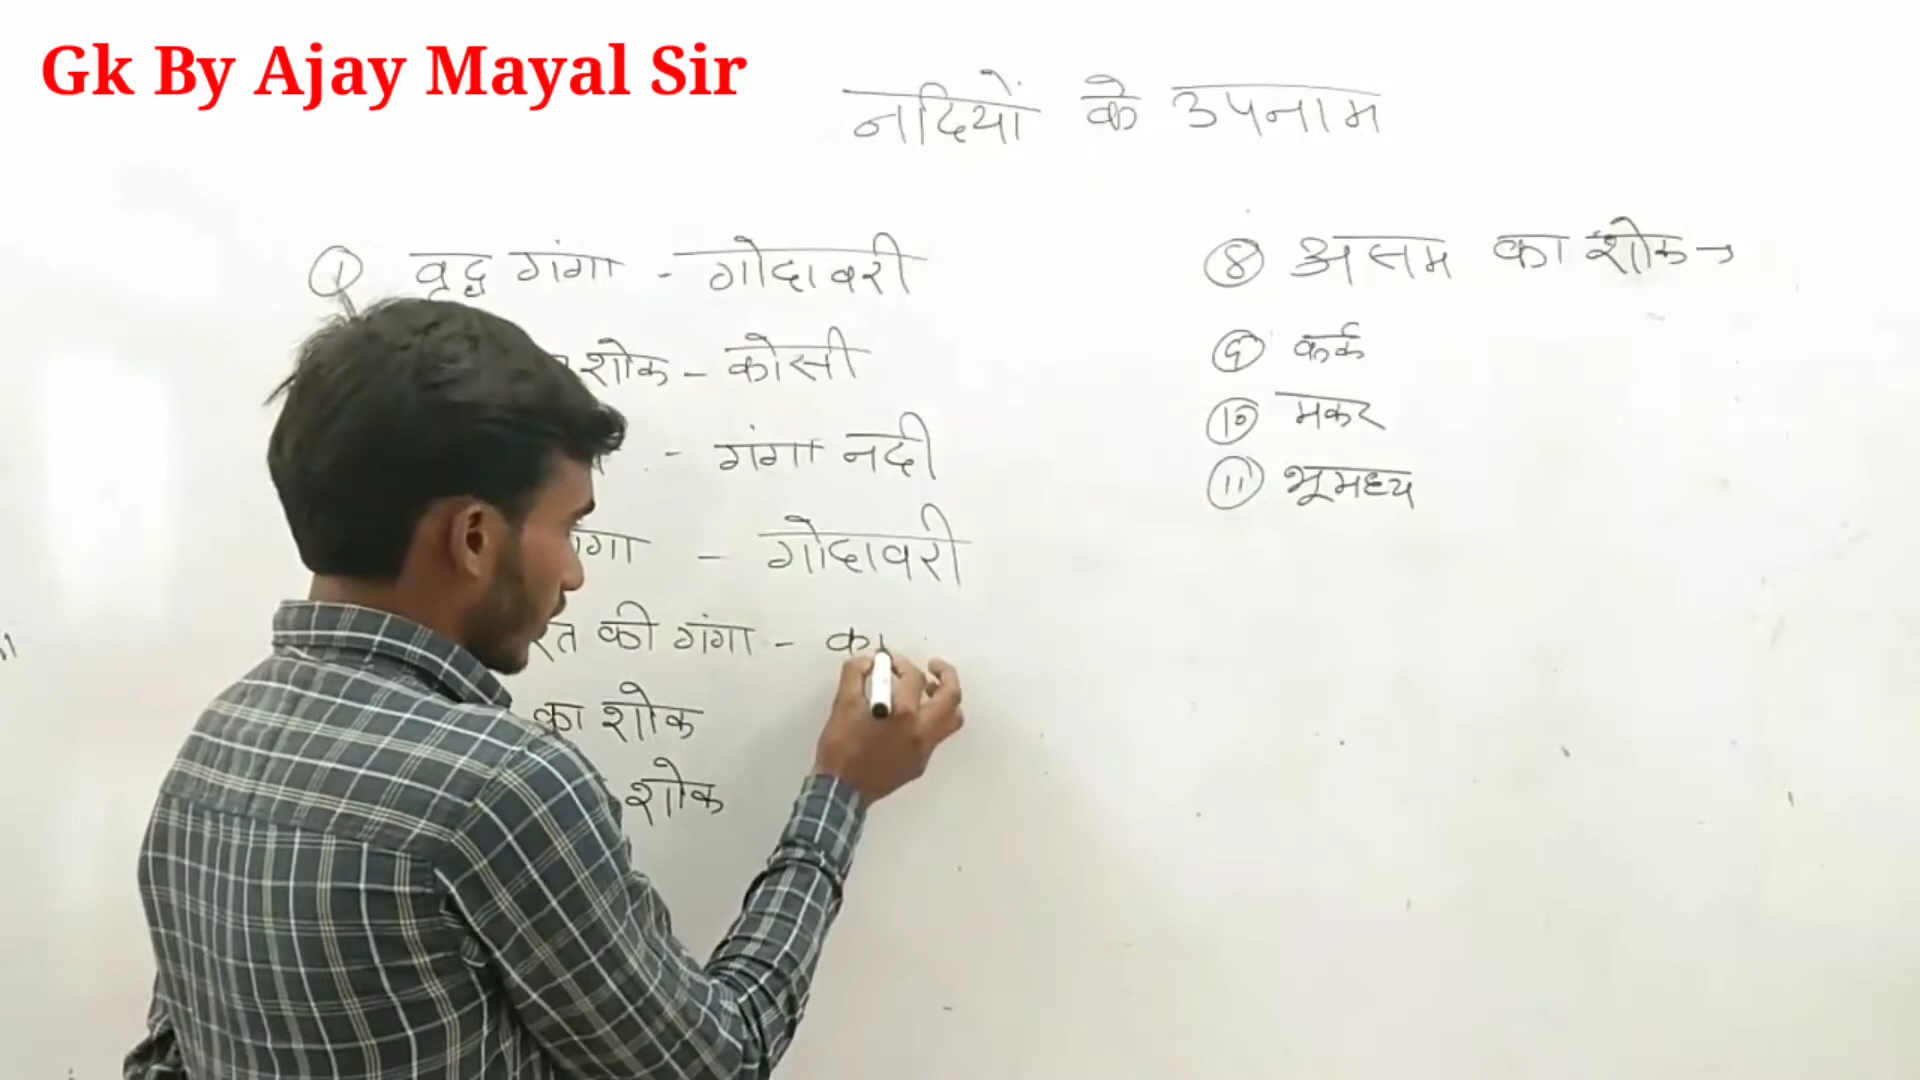 Gk By Ajay Mayal Sir
नदियों के उपनाम
① वृद्ध गंगा - गोदावरी
शोक - कोसी
- गंगा नदी
गंगा - गोदावरी
की गंगा - का
का शोक
शोक
⑧ असम का शोक →
⑨ कर्क
⑩ मकर
⑪ भूमध्य